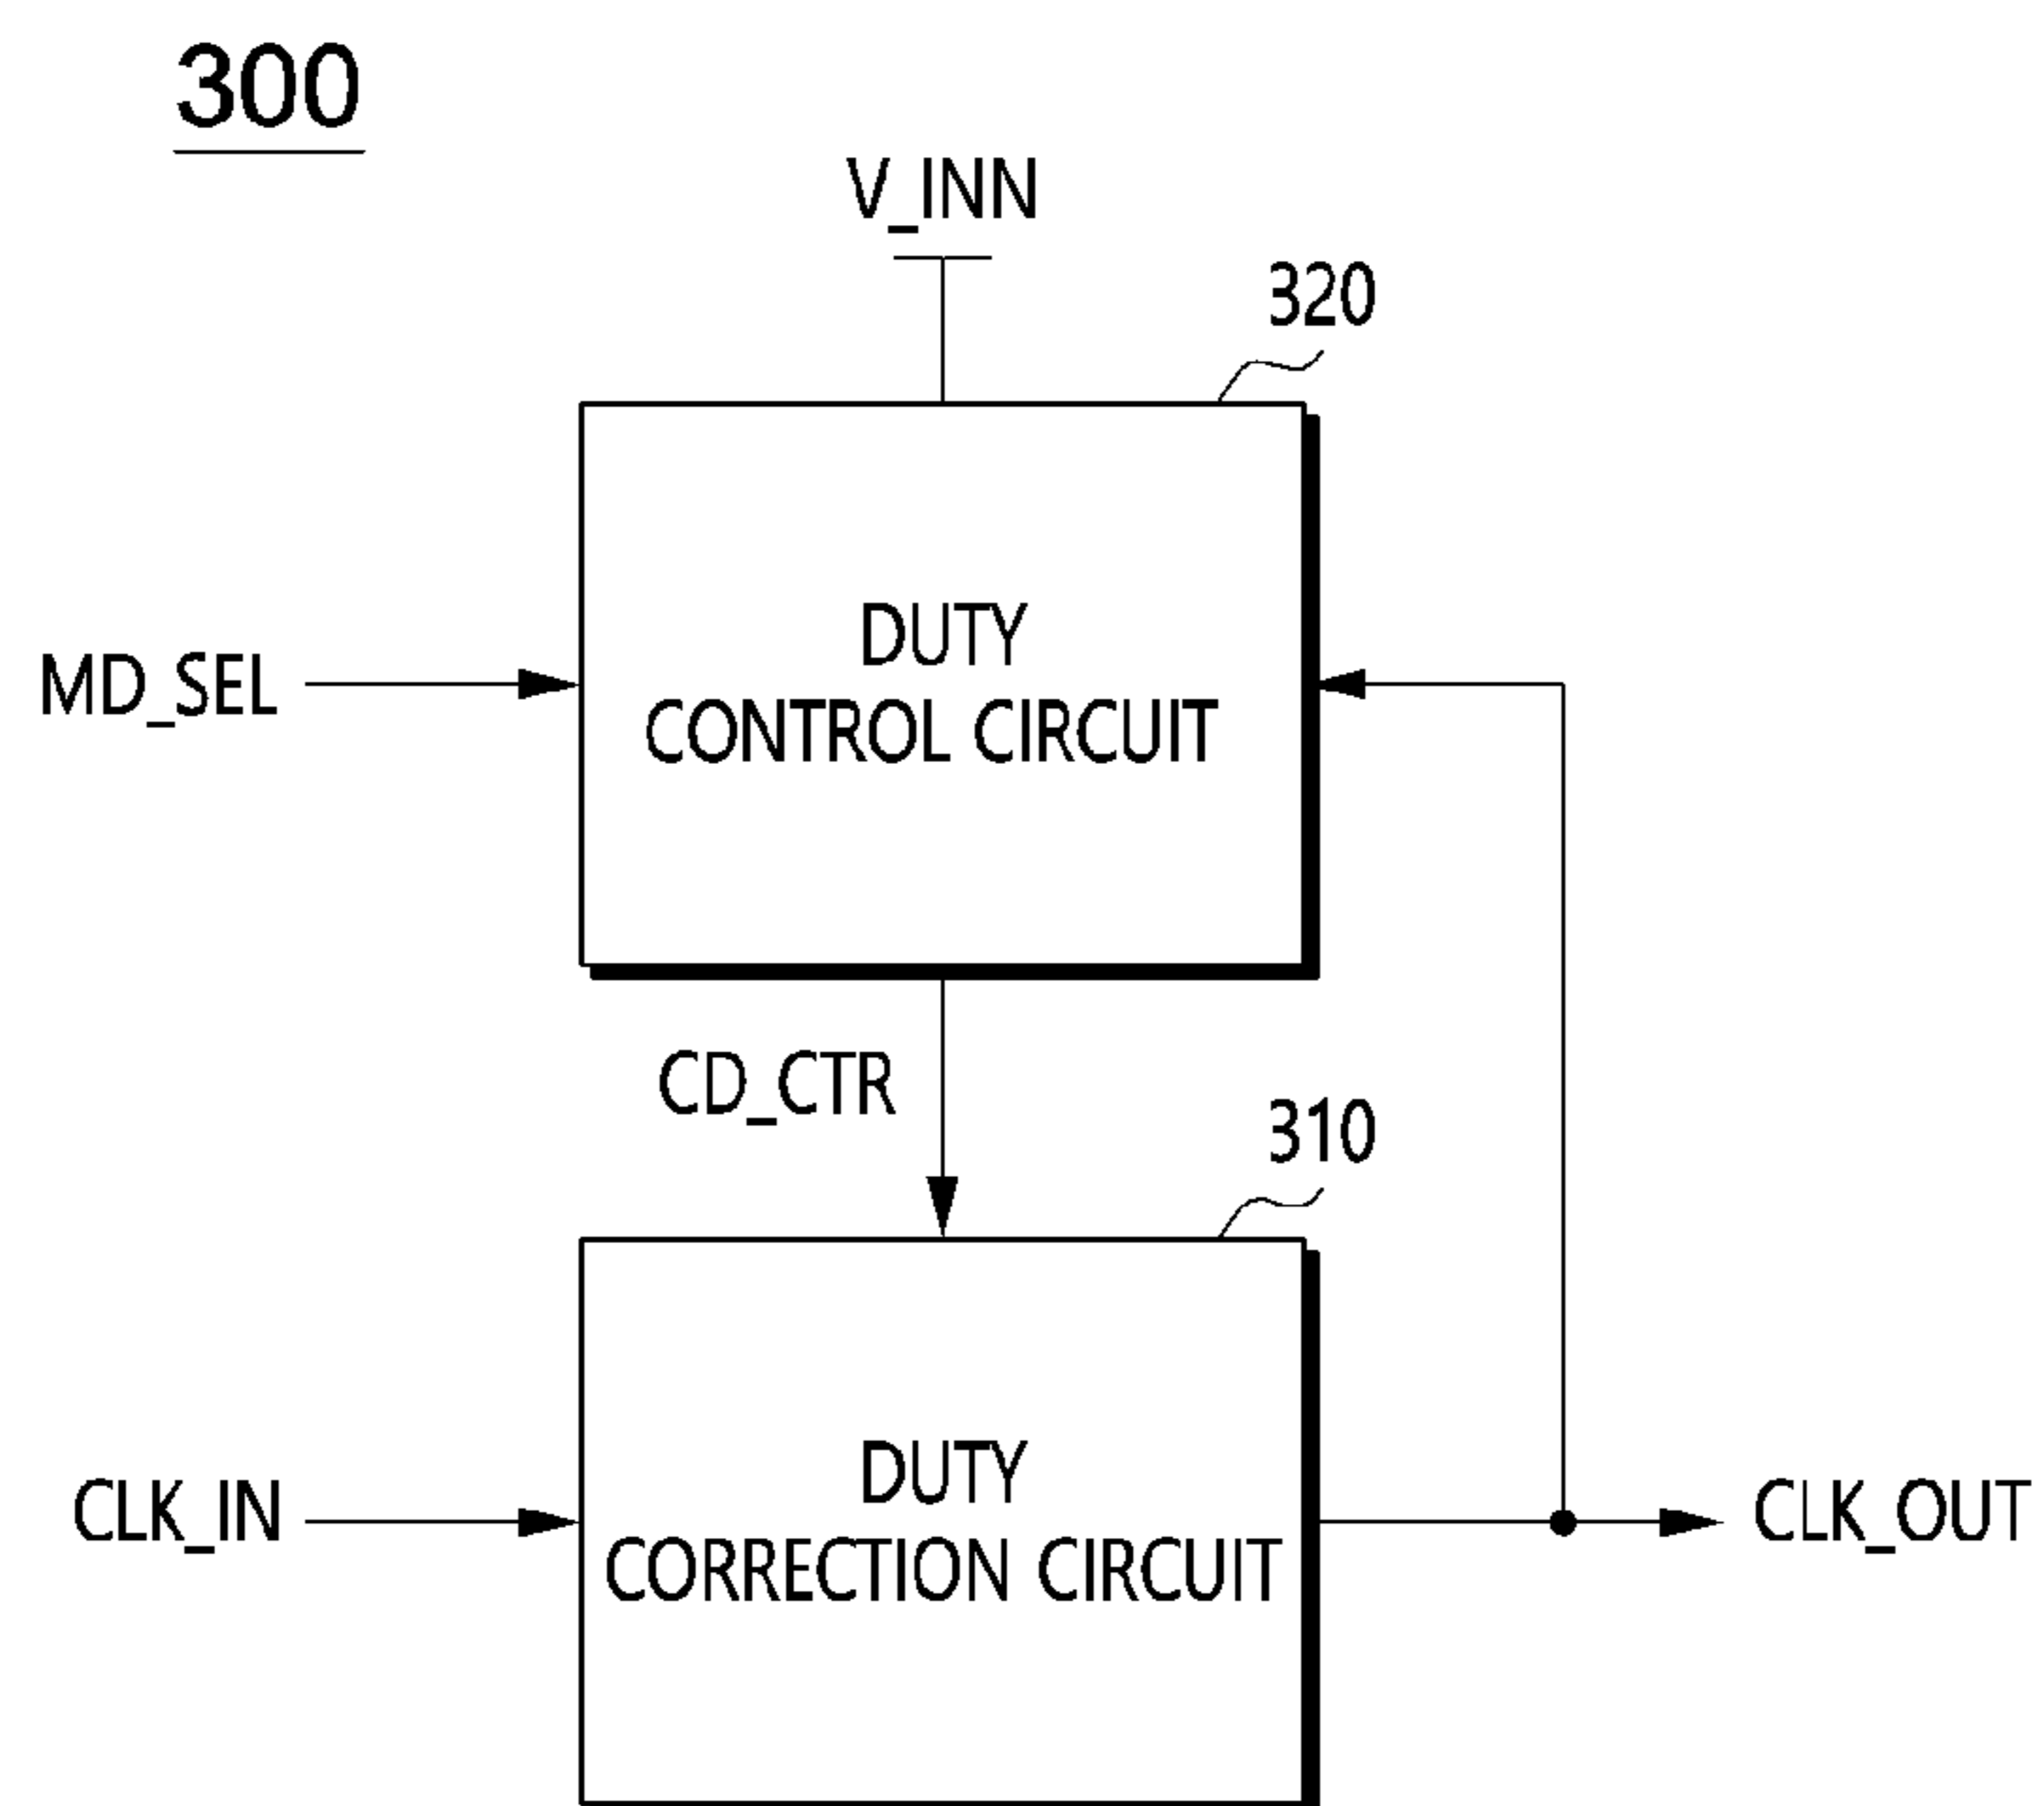 300
V_INN
320
DUTY
CONTROL CIRCUIT
MD_SEL
CD_CTR
310
DUTY
CORRECTION CIRCUIT
CLK_IN
CLK_OUT